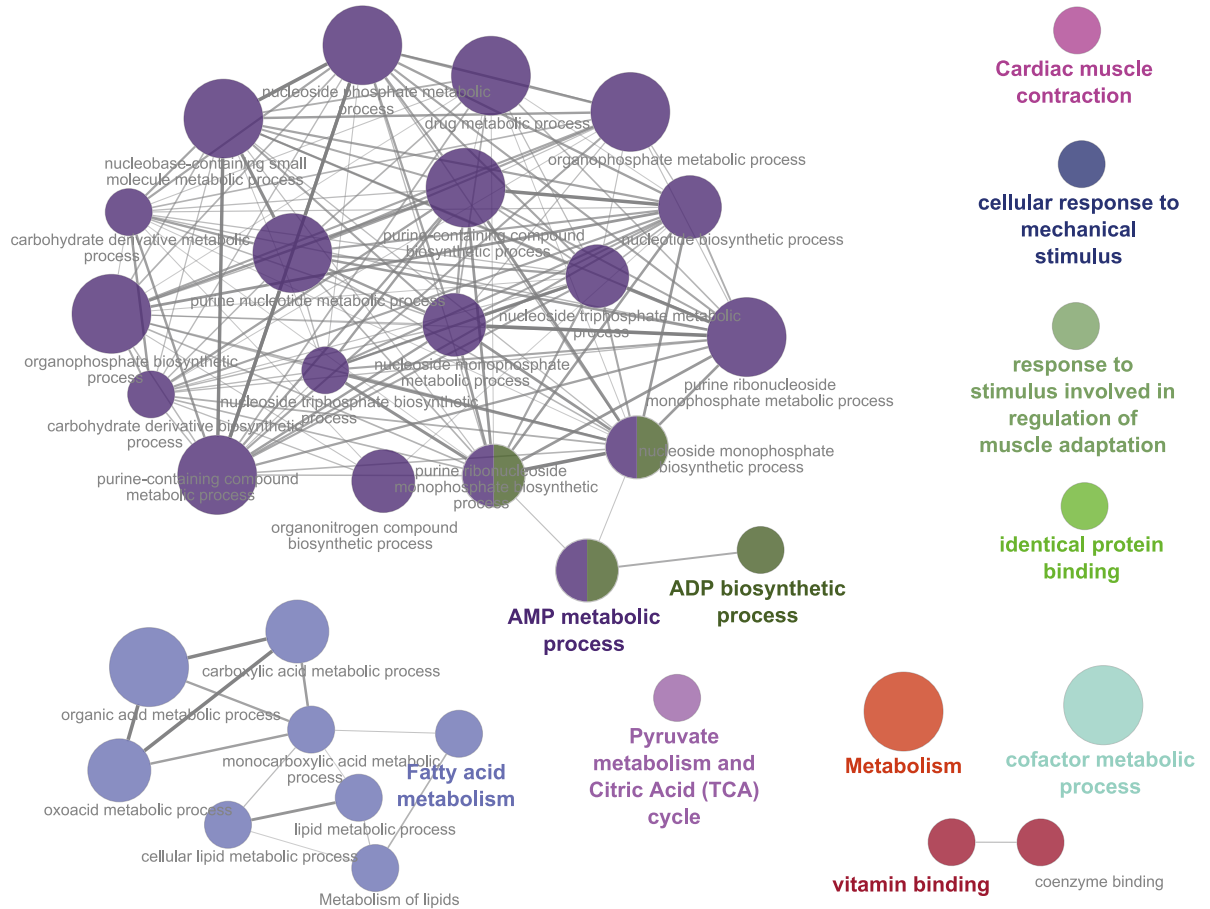 nucleoside phosphate metabolic
process
drug metabolic process
organophosphate metabolic process
nucleobase-containing small
molecule metabolic process
carbohydrate derivative metabolic
process
purine-containing compound
biosynthetic process
nucleotide biosynthetic process
purine nucleotide metabolic process
nucleoside triphosphate metabolic
process
organophosphate biosynthetic
process
nucleoside monophosphate
metabolic process
purine ribonucleoside
monophosphate metabolic process
nucleoside triphosphate biosynthetic
process
carbohydrate derivative biosynthetic
process
purine-containing compound
metabolic process
purine ribonucleoside
monophosphate biosynthetic
process
nucleoside monophosphate
biosynthetic process
organonitrogen compound
biosynthetic process
AMP metabolic
process
ADP biosynthetic
process
Cardiac muscle
contraction
cellular response to
mechanical
stimulus
response to
stimulus involved in
regulation of
muscle adaptation
identical protein
binding
carboxylic acid metabolic process
organic acid metabolic process
monocarboxylic acid metabolic
process
Fatty acid
metabolism
oxoacid metabolic process
lipid metabolic process
cellular lipid metabolic process
Metabolism of lipids
Pyruvate
metabolism and
Citric Acid (TCA)
cycle
Metabolism
cofactor metabolic
process
vitamin binding
coenzyme binding